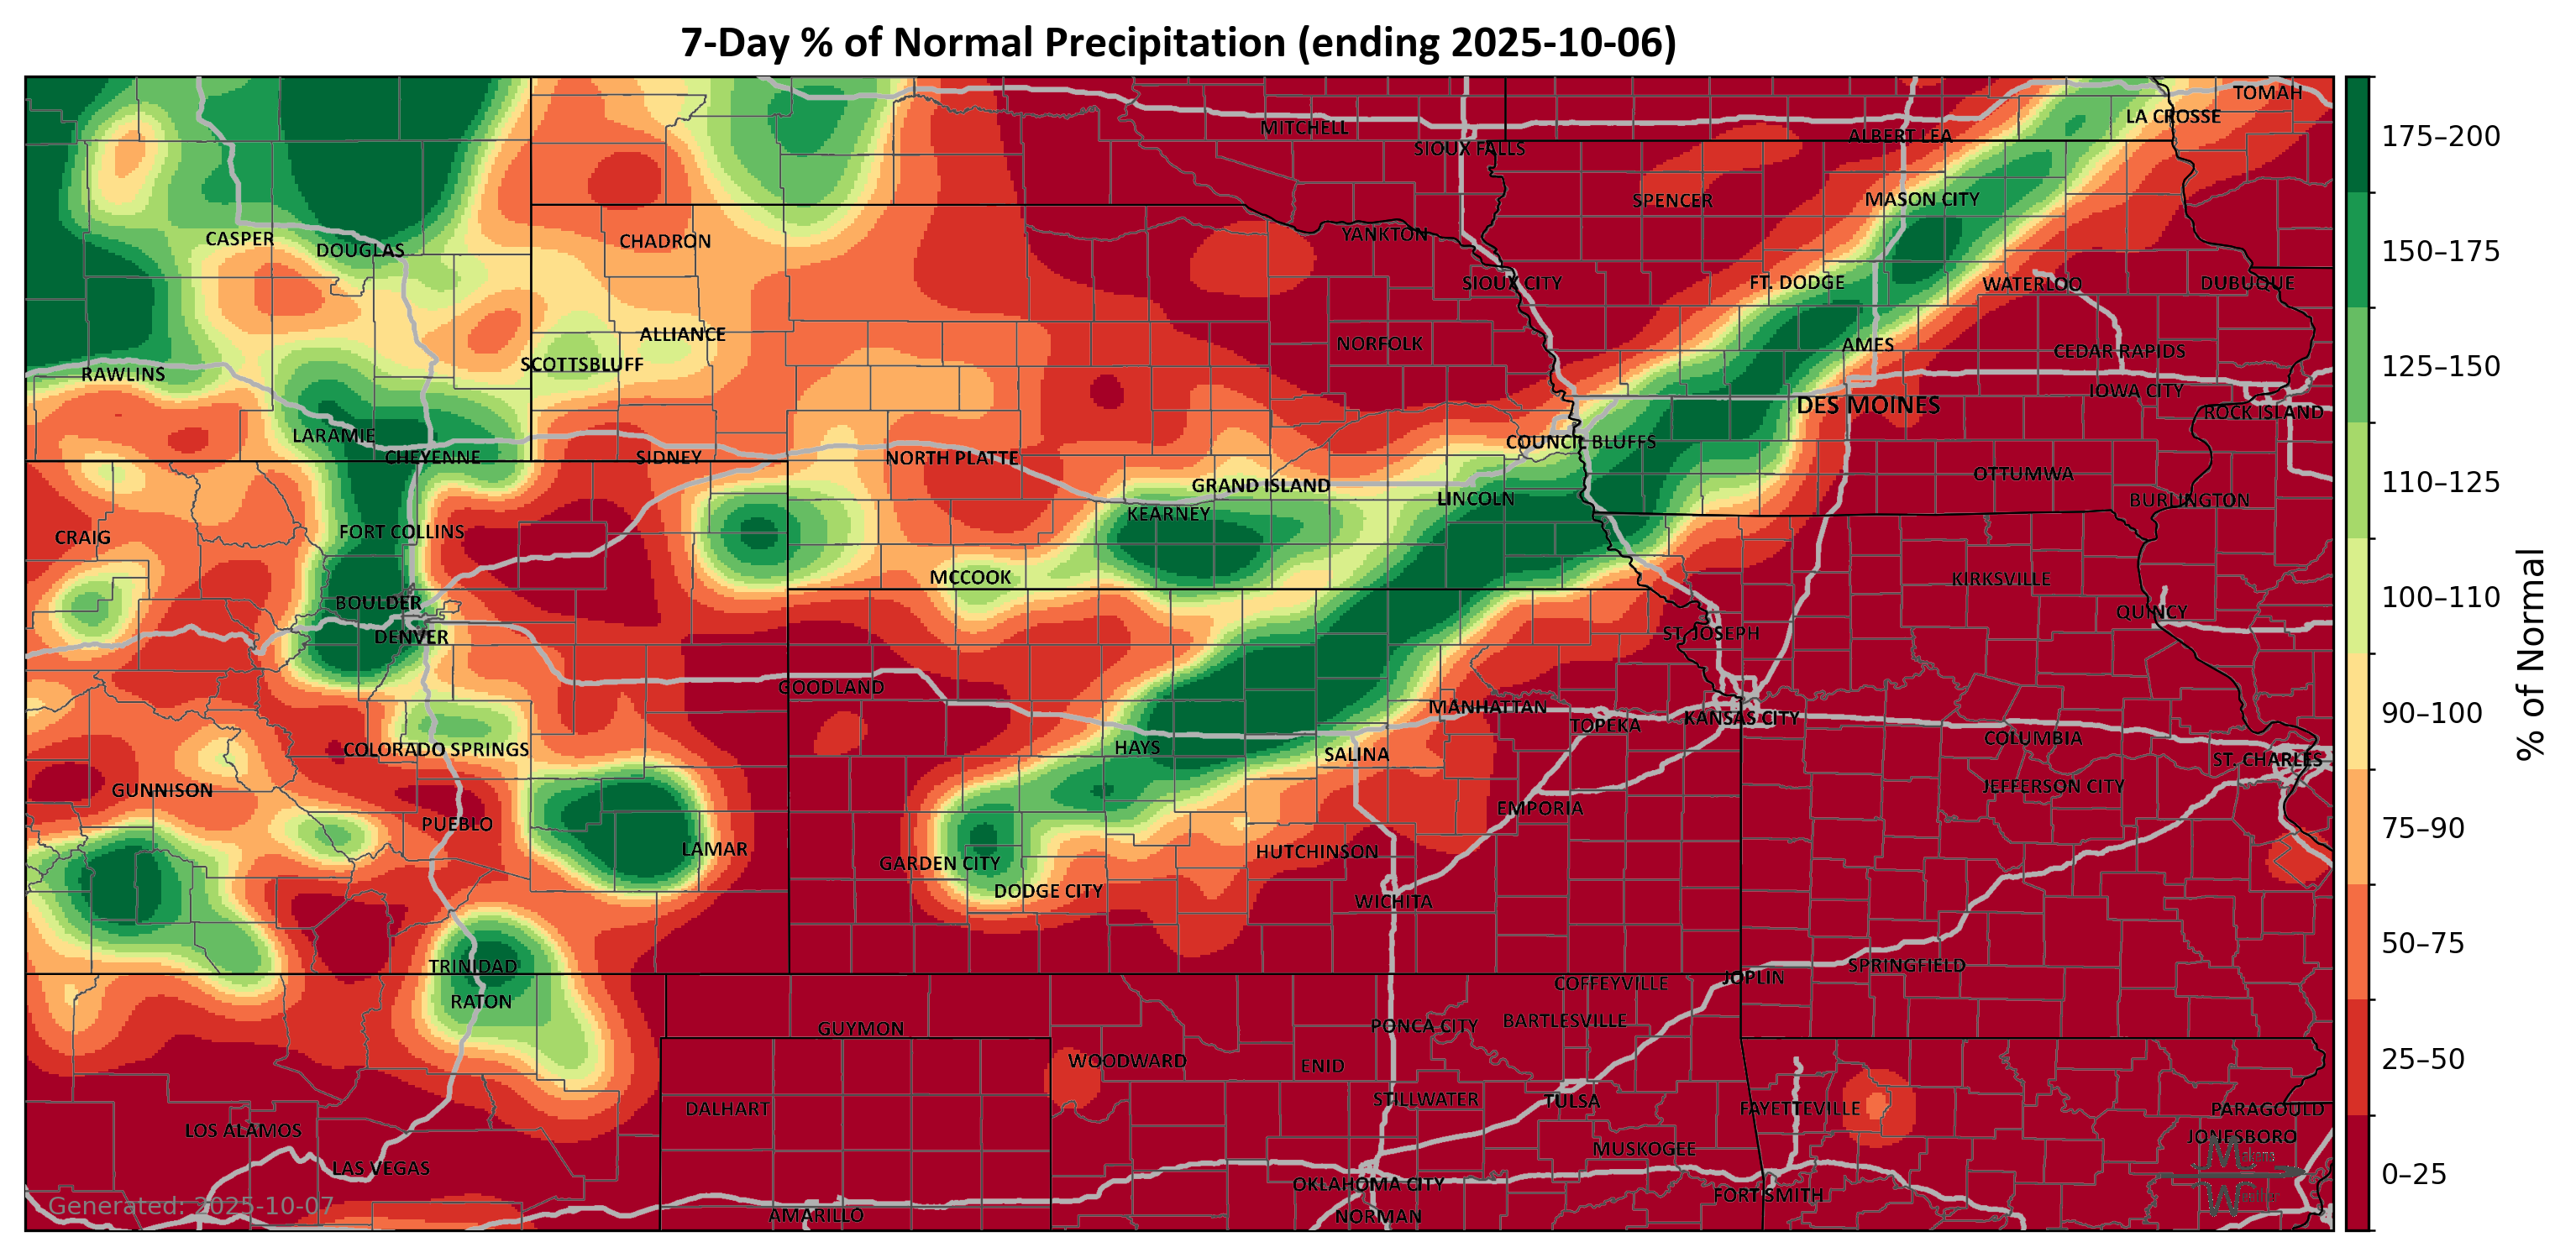 7-Day % of Normal Precipitation (ending 2025-10-06)
TOMAH
LA CROSSE
MITCHELL
ALBERT LEA
SIOUX FALLS
SPENCER
MASON CITY
YANKTON
CASPER
DOUGLAS
CHADRON
SIOUX CITY
FT. DODGE
WATERLOO
DUBUQUE
ALLIANCE
NORFOLK
AMES
CEDAR RAPIDS
SCOTTSBLUFF
RAWLINS
IOWA CITY
DES MOINES
ROCK ISLAND
LARAMIE
COUNCIL BLUFFS
CHEYENNE
SIDNEY
NORTH PLATTE
OTTUMWA
GRAND ISLAND
LINCOLN
BURLINGTON
KEARNEY
FORT COLLINS
CRAIG
MCCOOK
KIRKSVILLE
BOULDER
QUINCY
DENVER
ST. JOSEPH
GOODLAND
MANHATTAN
TOPEKA
KANSAS CITY
COLUMBIA
COLORADO SPRINGS
HAYS
SALINA
ST. CHARLES
GUNNISON
JEFFERSON CITY
EMPORIA
PUEBLO
LAMAR
HUTCHINSON
GARDEN CITY
DODGE CITY
WICHITA
TRINIDAD
SPRINGFIELD
JOPLIN
COFFEYVILLE
RATON
BARTLESVILLE
PONCA CITY
GUYMON
WOODWARD
ENID
STILLWATER
TULSA
DALHART
FAYETTEVILLE
PARAGOULD
LOS ALAMOS
JONESBORO
MUSKOGEE
LAS VEGAS
OKLAHOMA CITY
FORT SMITH
AMARILLO
NORMAN
Generated: 2025-10-07
175–200
150–175
125–150
110–125
100–110
90–100
75–90
50–75
25–50
0–25
% of Normal